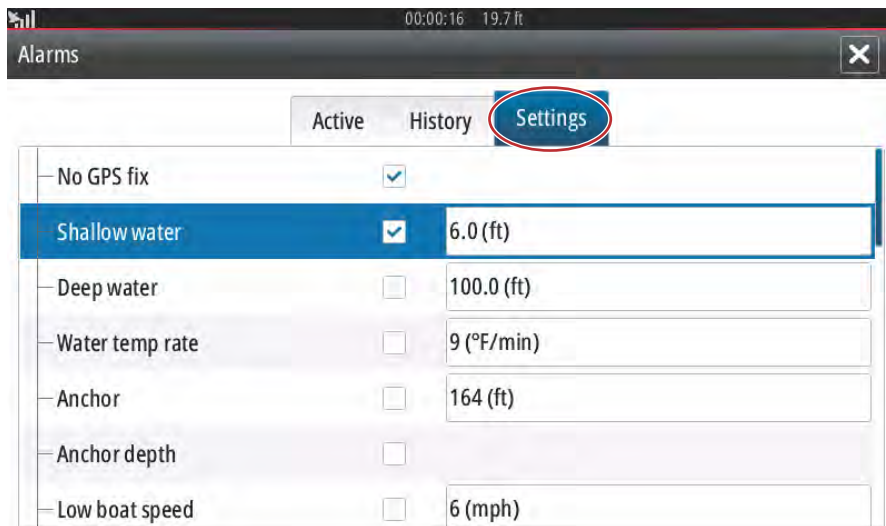 00:00:16 19.7 ft
Alarms
Active History Settings
No GPS fix
Shallow water 6.0 (ft)
Deep water 100.0 (ft)
Water temp rate 9 (°F/min)
Anchor 164 (ft)
Anchor depth
Low boat speed 6 (mph)